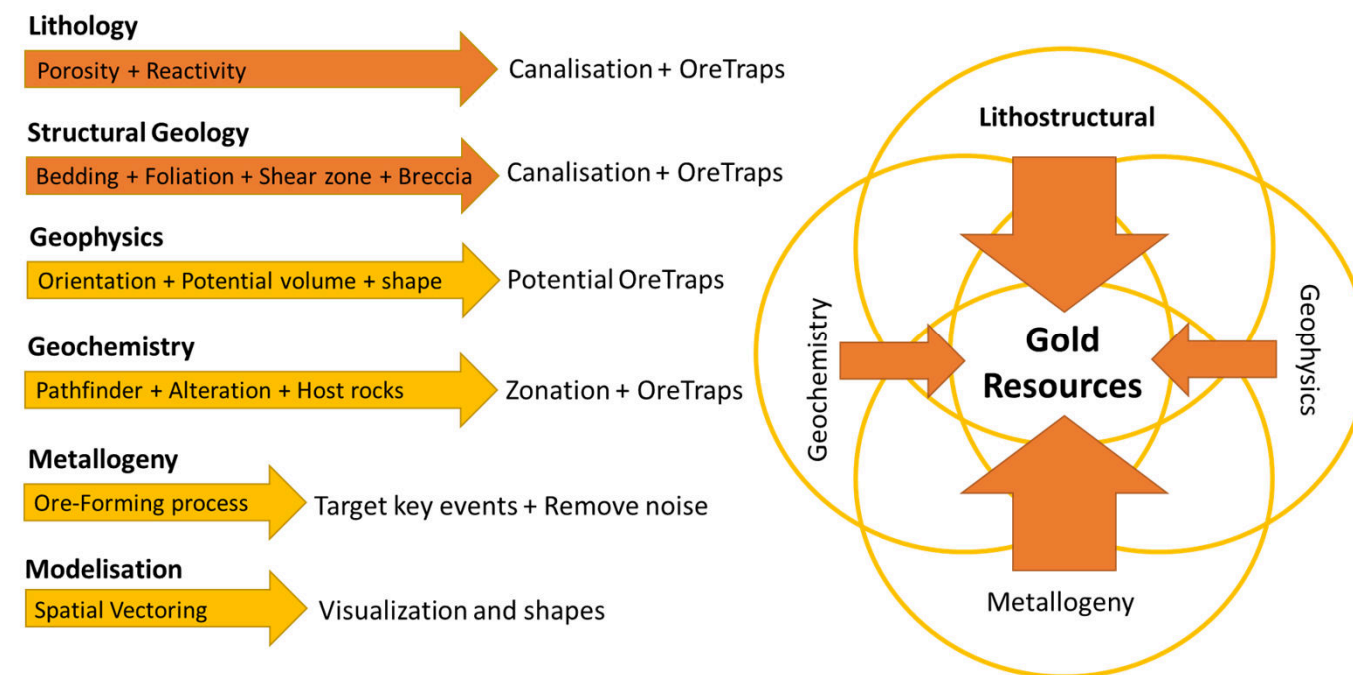 Lithology
Porosity + Reactivity
Canalisation + OreTraps
Structural Geology
Bedding + Foliation + Shear zone + Breccia
Canalisation + OreTraps
Geophysics
Orientation + Potential volume + shape
Potential OreTraps
Geochemistry
Pathfinder + Alteration + Host rocks
Zonation + OreTraps
Metallogeny
Ore-Forming process
Target key events + Remove noise
Modelisation
Spatial Vectoring
Visualization and shapes
Lithostructural
Geochemistry
Gold
Resources
Geophysics
Metallogeny